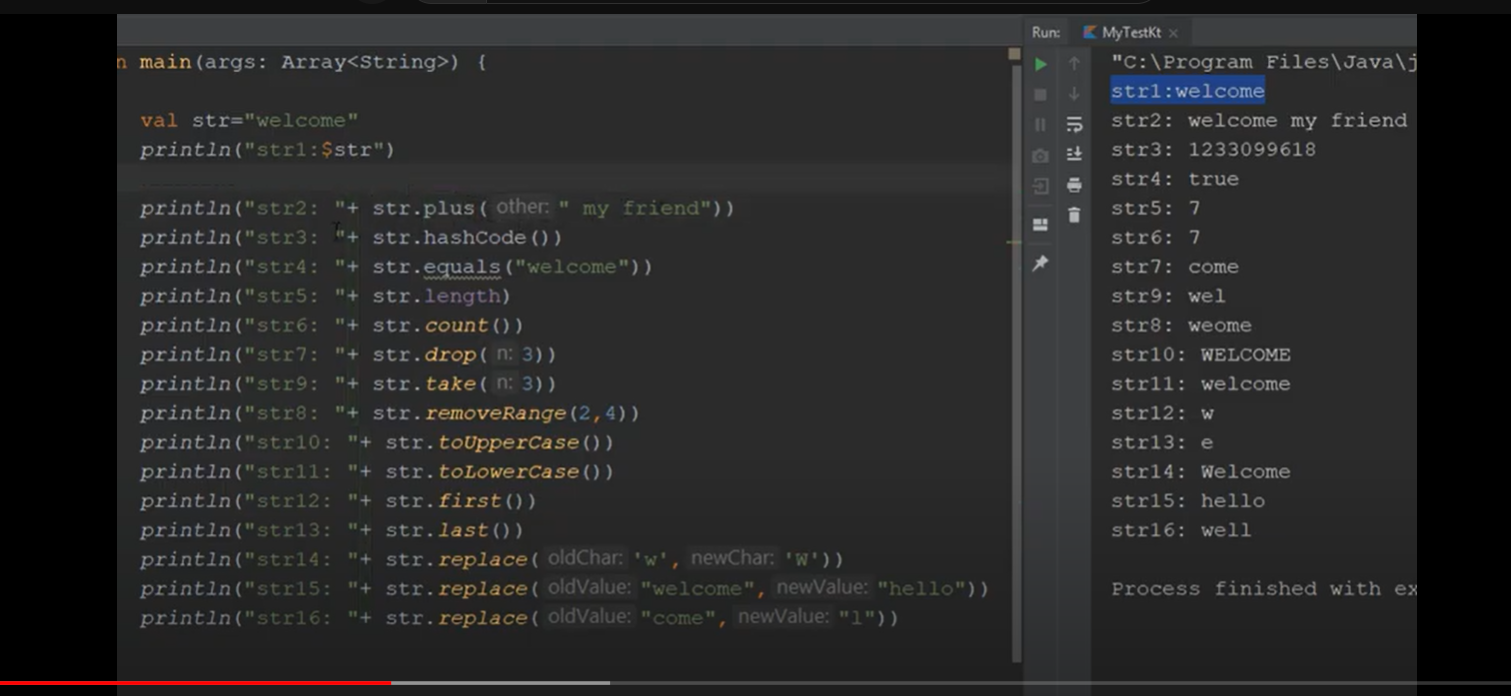 n main(args: Array<String>) {
val str="welcome"
println("str1:$str")
println("str2: "+ str.plus( other: " my friend"))
println("str3: "+ str.hashCode())
println("str4: "+ str.equals("welcome"))
println("str5: "+ str.length)
println("str6: "+ str.count())
println("str7: "+ str.drop( n: 3))
println("str9: "+ str.take( n: 3))
println("str8: "+ str.removeRange(2,4))
println("str10: "+ str.toUpperCase())
println("str11: "+ str.toLowerCase())
println("str12: "+ str.first())
println("str13: "+ str.last())
println("str14: "+ str.replace( oldChar: 'w', newChar: 'W'))
println("str15: "+ str.replace( oldValue: "welcome", newValue: "hello"))
println("str16: "+ str.replace( oldValue: "come", newValue: "l"))
Run: MyTestKt
"C:\Program Files\Java\j
str1:welcome
str2: welcome my friend
str3: 1233099618
str4: true
str5: 7
str6: 7
str7: come
str9: wel
str8: weome
str10: WELCOME
str11: welcome
str12: w
str13: e
str14: Welcome
str15: hello
str16: well
Process finished with ex